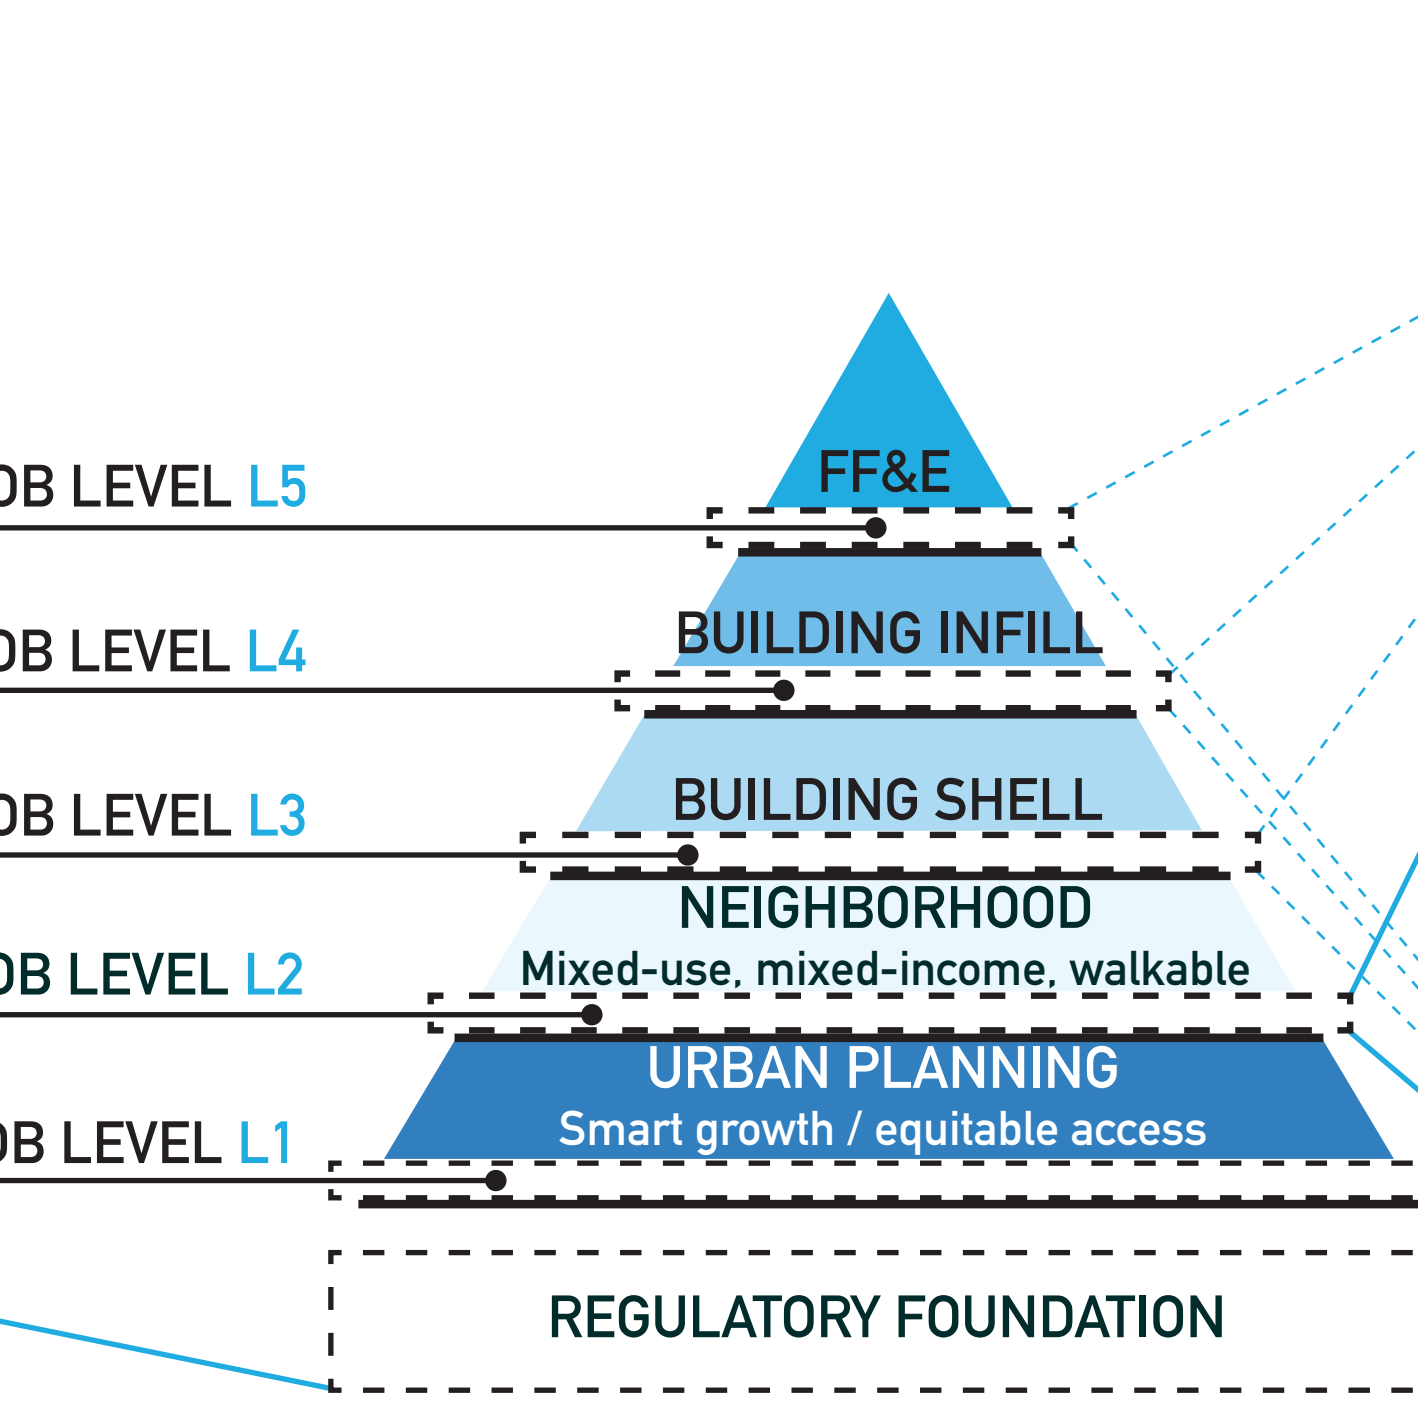 FF&E
OB LEVEL L5
BUILDING INFILL
OB LEVEL L4
BUILDING SHELL
OB LEVEL L3
NEIGHBORHOOD
Mixed-use, mixed-income, walkable
OB LEVEL L2
URBAN PLANNING
Smart growth / equitable access
OB LEVEL L1
REGULATORY FOUNDATION